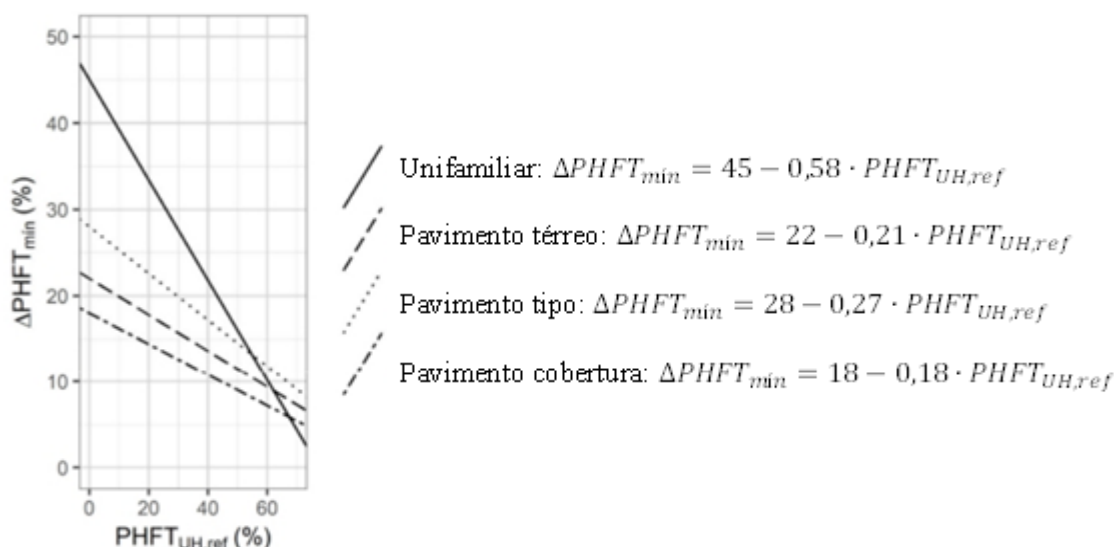 50
40
30
20
10
0
ΔPHFTmín (%)
0 20 40 60
PHFTUH,ref (%)
Unifamiliar: ΔPHFTmín = 45 − 0,58 · PHFTUH,ref
Pavimento térreo: ΔPHFTmín = 22 − 0,21 · PHFTUH,ref
Pavimento tipo: ΔPHFTmín = 28 − 0,27 · PHFTUH,ref
Pavimento cobertura: ΔPHFTmín = 18 − 0,18 · PHFTUH,ref